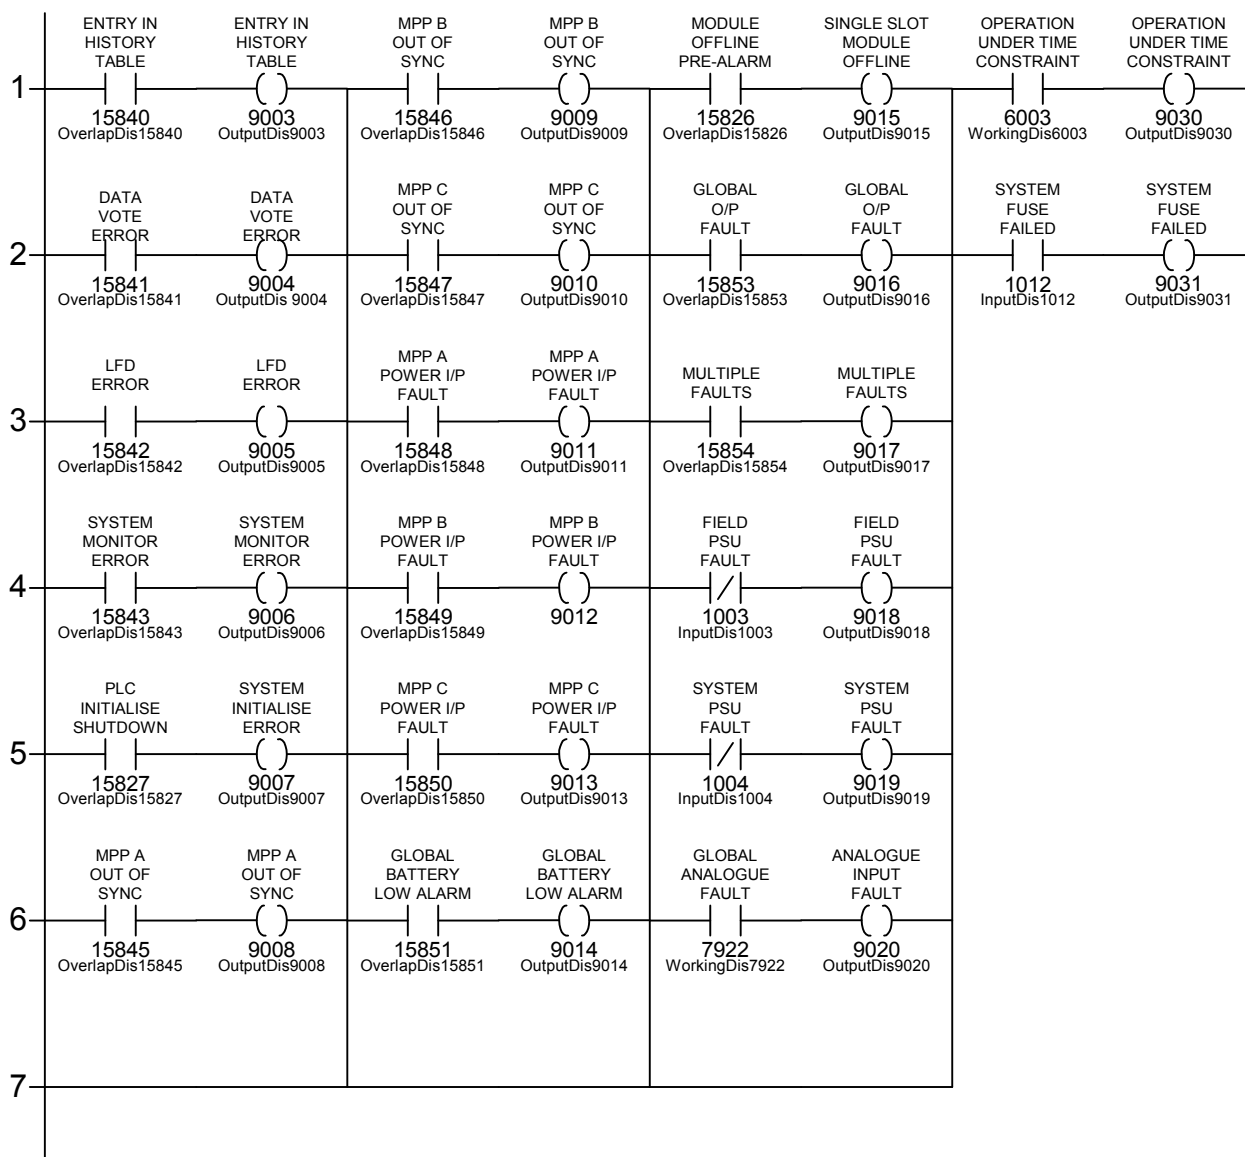 ENTRY IN
HISTORY
TABLE
ENTRY IN
HISTORY
TABLE
MPP B
OUT OF
SYNC
MPP B
OUT OF
SYNC
MODULE
OFFLINE
PRE-ALARM
SINGLE SLOT
MODULE
OFFLINE
OPERATION
UNDER TIME
CONSTRAINT
OPERATION
UNDER TIME
CONSTRAINT
1
15840
OverlapDis15840
9003
OutputDis9003
15846
OverlapDis15846
9009
OutputDis9009
15826
OverlapDis15826
9015
OutputDis9015
6003
WorkingDis6003
9030
OutputDis9030
DATA
VOTE
ERROR
DATA
VOTE
ERROR
MPP C
OUT OF
SYNC
MPP C
OUT OF
SYNC
GLOBAL
O/P
FAULT
GLOBAL
O/P
FAULT
SYSTEM
FUSE
FAILED
SYSTEM
FUSE
FAILED
2
15841
OverlapDis15841
9004
OutputDis 9004
15847
OverlapDis15847
9010
OutputDis9010
15853
OverlapDis15853
9016
OutputDis9016
1012
InputDis1012
9031
OutputDis9031
LFD
ERROR
LFD
ERROR
MPP A
POWER I/P
FAULT
MPP A
POWER I/P
FAULT
MULTIPLE
FAULTS
MULTIPLE
FAULTS
3
15842
OverlapDis15842
9005
OutputDis9005
15848
OverlapDis15848
9011
OutputDis9011
15854
OverlapDis15854
9017
OutputDis9017
SYSTEM
MONITOR
ERROR
SYSTEM
MONITOR
ERROR
MPP B
POWER I/P
FAULT
MPP B
POWER I/P
FAULT
FIELD
PSU
FAULT
FIELD
PSU
FAULT
4
15843
OverlapDis15843
9006
OutputDis9006
15849
OverlapDis15849
9012
1003
InputDis1003
9018
OutputDis9018
PLC
INITIALISE
SHUTDOWN
SYSTEM
INITIALISE
ERROR
MPP C
POWER I/P
FAULT
MPP C
POWER I/P
FAULT
SYSTEM
PSU
FAULT
SYSTEM
PSU
FAULT
5
15827
OverlapDis15827
9007
OutputDis9007
15850
OverlapDis15850
9013
OutputDis9013
1004
InputDis1004
9019
OutputDis9019
MPP A
OUT OF
SYNC
MPP A
OUT OF
SYNC
GLOBAL
BATTERY
LOW ALARM
GLOBAL
BATTERY
LOW ALARM
GLOBAL
ANALOGUE
FAULT
ANALOGUE
INPUT
FAULT
6
15845
OverlapDis15845
9008
OutputDis9008
15851
OverlapDis15851
9014
OutputDis9014
7922
WorkingDis7922
9020
OutputDis9020
7